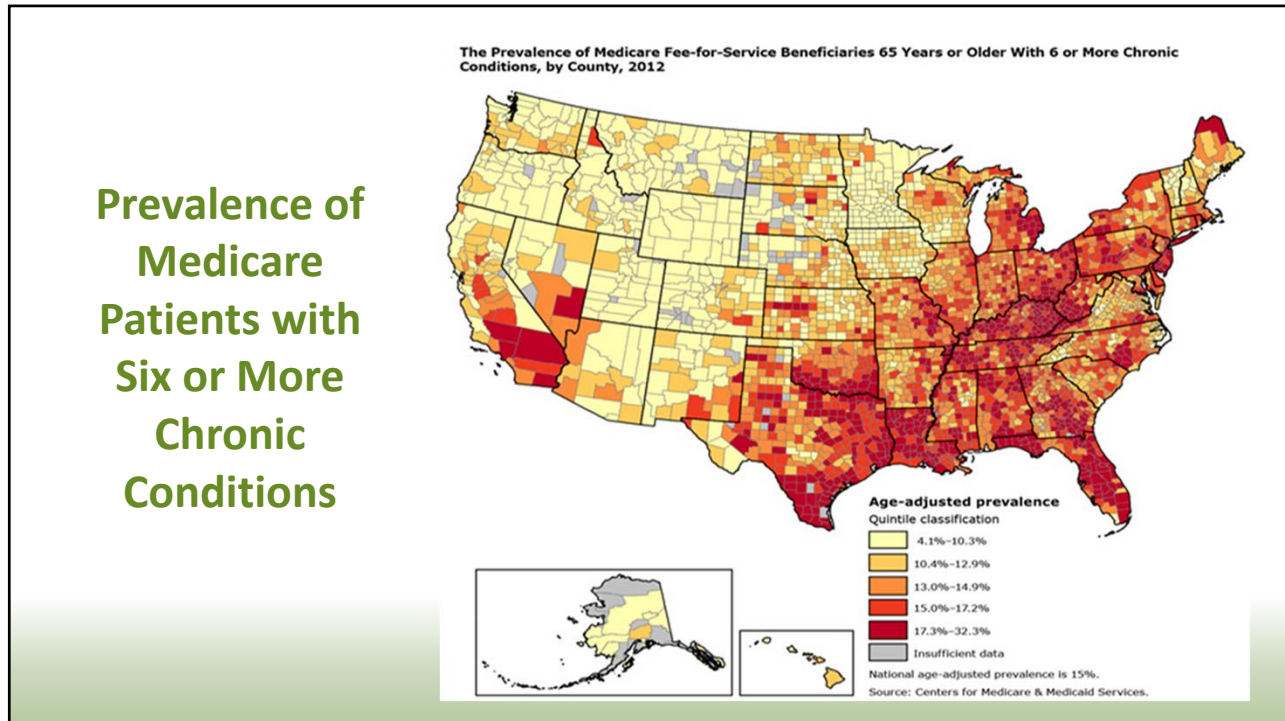 Prevalence of
Medicare
Patients with
Six or More
Chronic
Conditions
The Prevalence of Medicare Fee-for-Service Beneficiaries 65 Years or Older With 6 or More Chronic
Conditions, by County, 2012
Age-adjusted prevalence
Quintile classification
4.1%–10.3%
10.4%–12.9%
13.0%–14.9%
15.0%–17.2%
17.3%–32.3%
Insufficient data
National age-adjusted prevalence is 15%.
Source: Centers for Medicare & Medicaid Services.